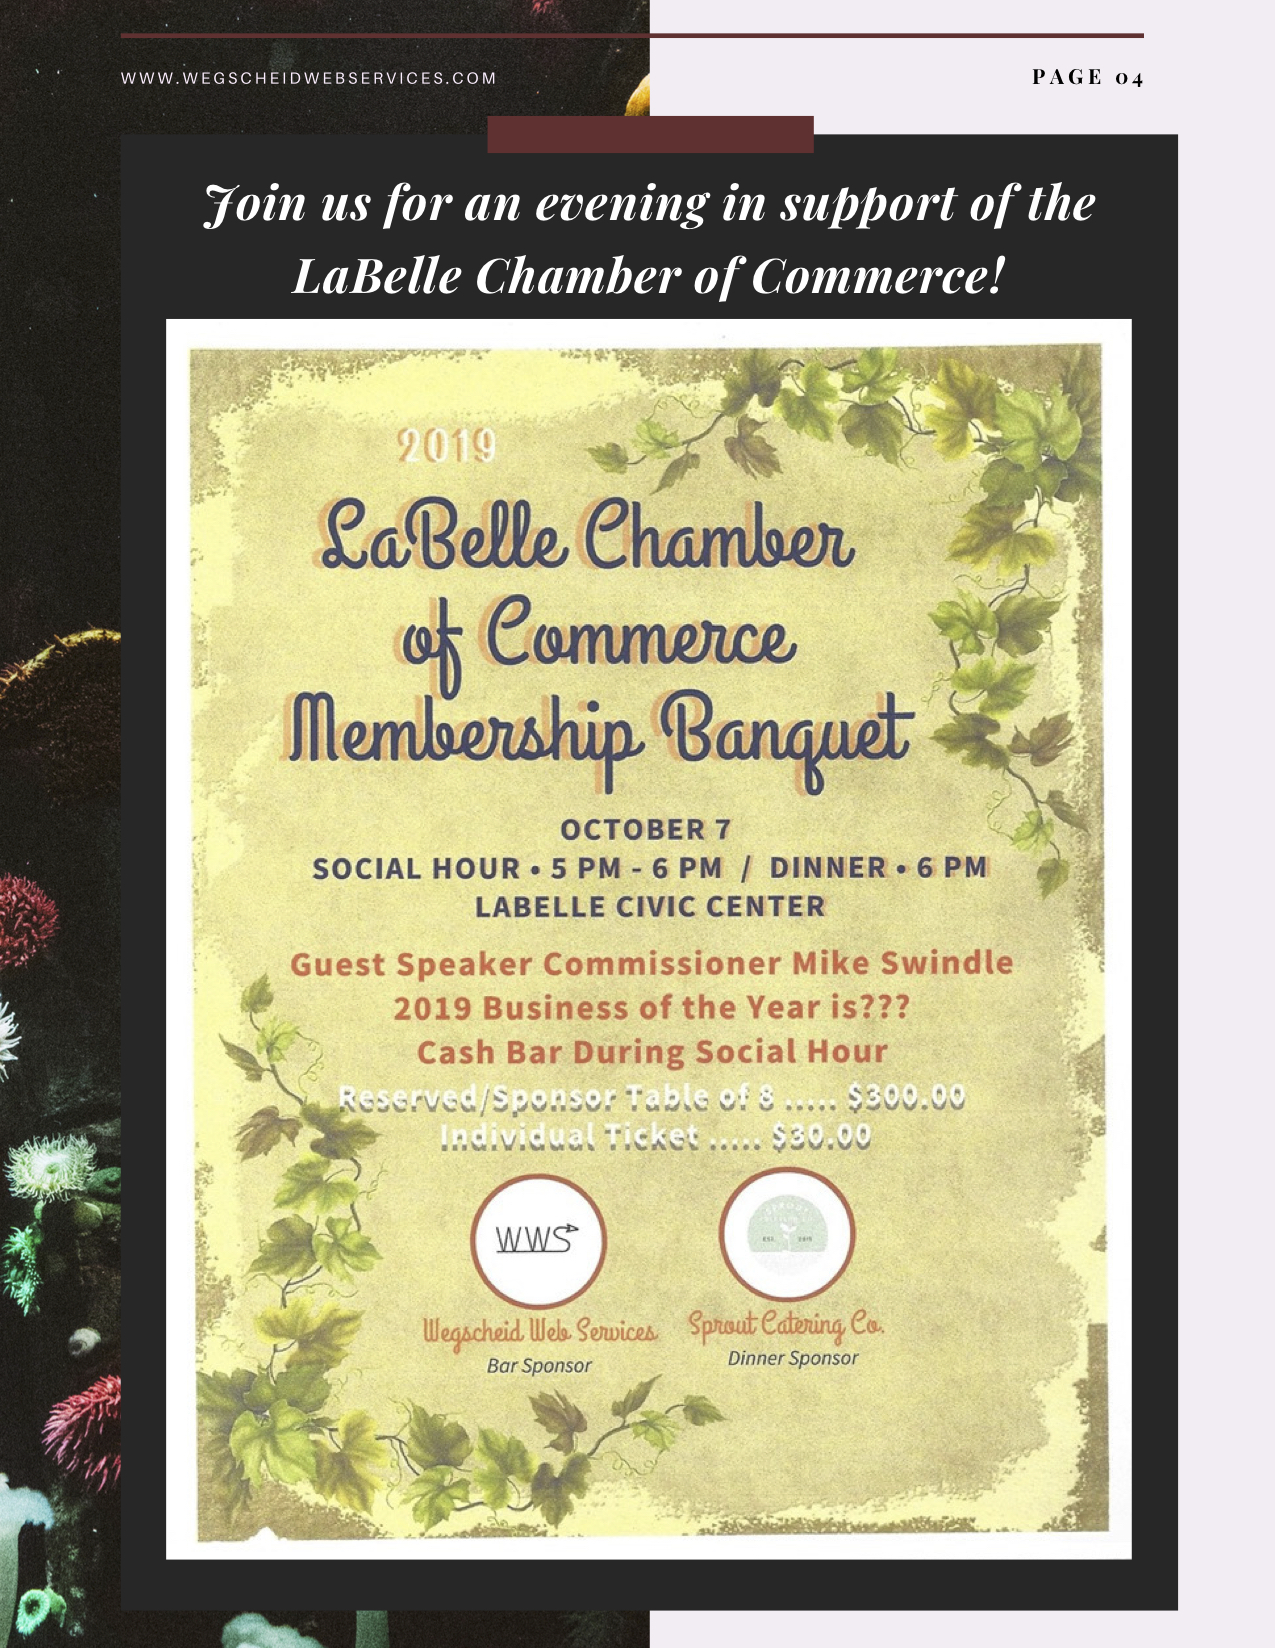 WWW.WEGSCHEIDWEBSERVICES.COM
PAGE 04
Join us for an evening in support of the
LaBelle Chamber of Commerce!
2019
LaBelle Chamber
of Commerce
Membership Banquet
OCTOBER 7
SOCIAL HOUR • 5 PM - 6 PM / DINNER • 6 PM
LABELLE CIVIC CENTER
Guest Speaker Commissioner Mike Swindle
2019 Business of the Year is???
Cash Bar During Social Hour
Reserved/Sponsor Table of 8 ..... $300.00
Individual Ticket ..... $30.00
WWS
Wegscheid Web Services
Bar Sponsor
EST.
Sprout Catering Co.
Dinner Sponsor